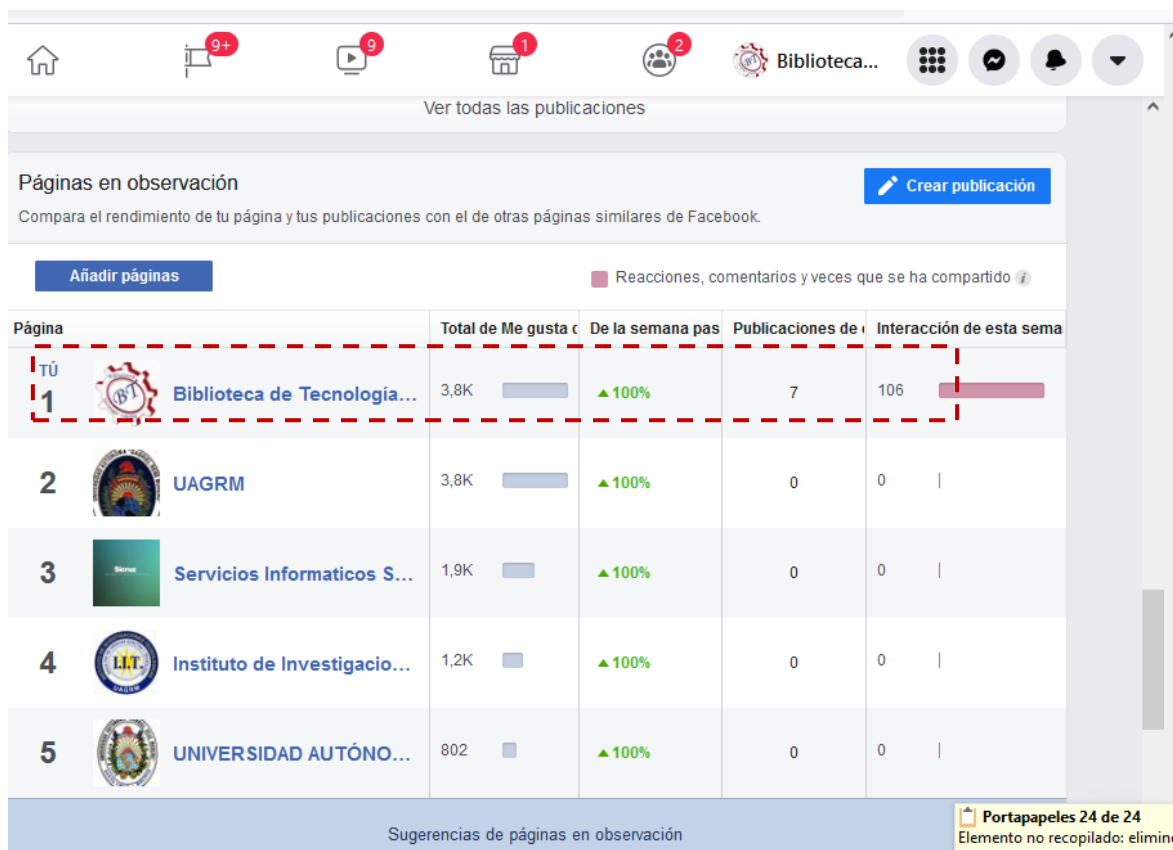 9+ 9 1 2 Biblioteca...
Ver todas las publicaciones
Páginas en observación
Crear publicación
Compara el rendimiento de tu página y tus publicaciones con el de otras páginas similares de Facebook.
Añadir páginas
Reacciones, comentarios y veces que se ha compartido i
Página Total de Me gusta d De la semana pas Publicaciones de e Interacción de esta sema
TÚ
1 BT Biblioteca de Tecnología... 3,8K 100% 7 106
2 UAGRM 3,8K 100% 0 0
3 Sicruz Servicios Informaticos S... 1,9K 100% 0 0
4 I.I.T. UAGRM Instituto de Investigacio... 1,2K 100% 0 0
5 UNIVERSIDAD AUTÓNO... 802 100% 0 0
Sugerencias de páginas en observación
Portapapeles 24 de 24
Elemento no recopilado: elimine